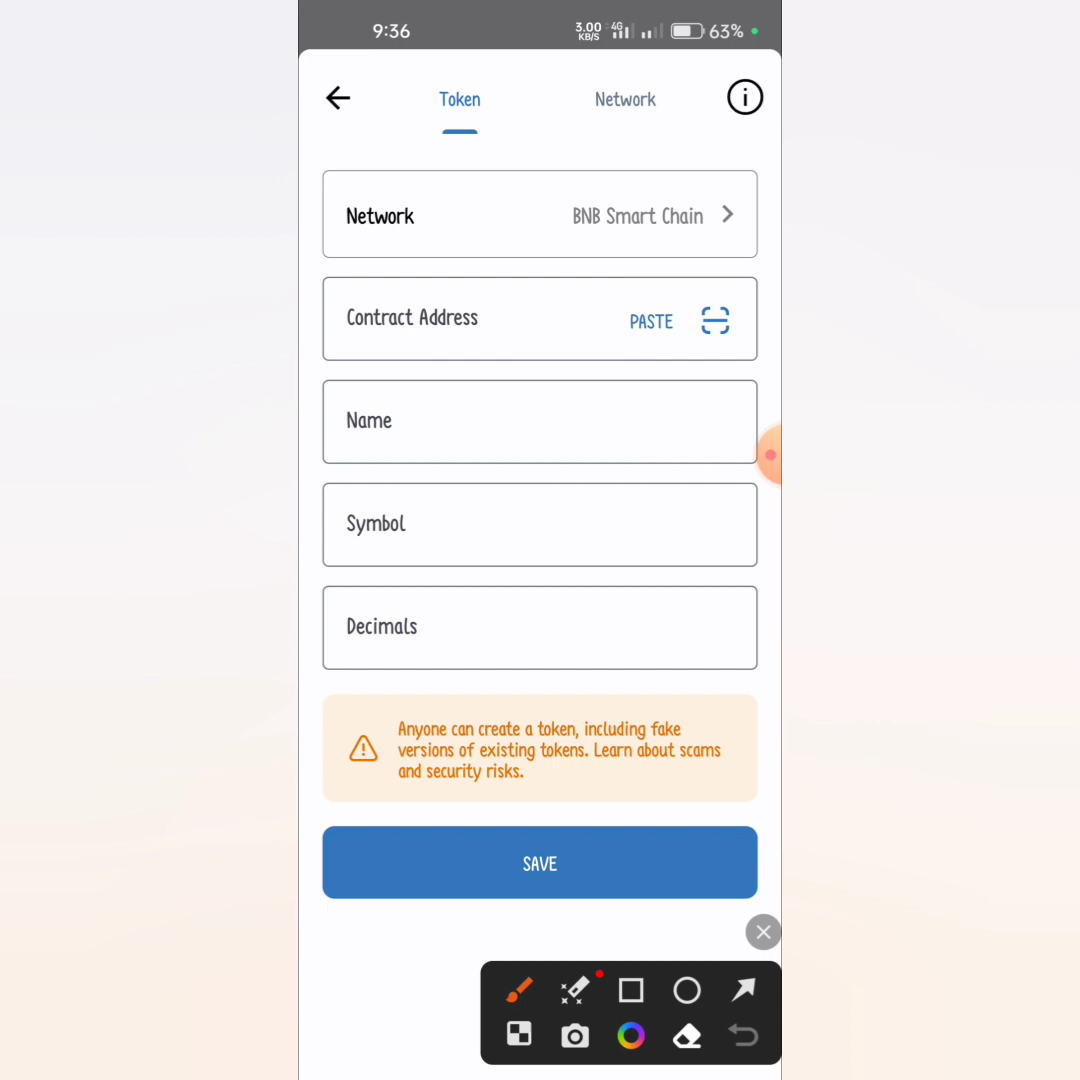 9:36
3.00
KB/S
4G
63%
Token
Network
Network
BNB Smart Chain
Contract Address
PASTE
Name
Symbol
Decimals
Anyone can create a token, including fake
versions of existing tokens. Learn about scams
and security risks.
SAVE